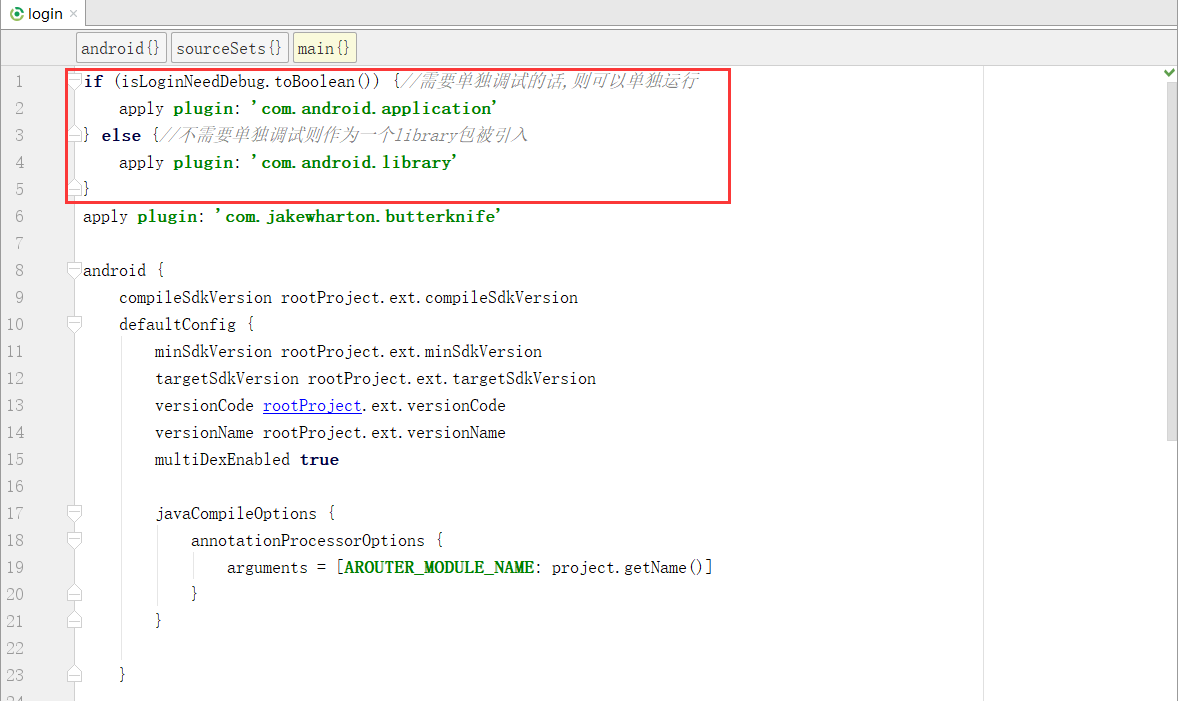 login
android{} sourceSets{} main{}
1 if (isLoginNeedDebug.toBoolean()) {//需要单独调试的话,则可以单独运行
2 apply plugin: 'com.android.application'
3 } else {//不需要单独调试则作为一个library包被引入
4 apply plugin: 'com.android.library'
5 }
6 apply plugin: 'com.jakewharton.butterknife'
7
8 android {
9 compileSdkVersion rootProject.ext.compileSdkVersion
10 defaultConfig {
11 minSdkVersion rootProject.ext.minSdkVersion
12 targetSdkVersion rootProject.ext.targetSdkVersion
13 versionCode rootProject.ext.versionCode
14 versionName rootProject.ext.versionName
15 multiDexEnabled true
16
17 javaCompileOptions {
18 annotationProcessorOptions {
19 arguments = [AROUTER_MODULE_NAME: project.getName()]
20 }
21 }
22
23 }